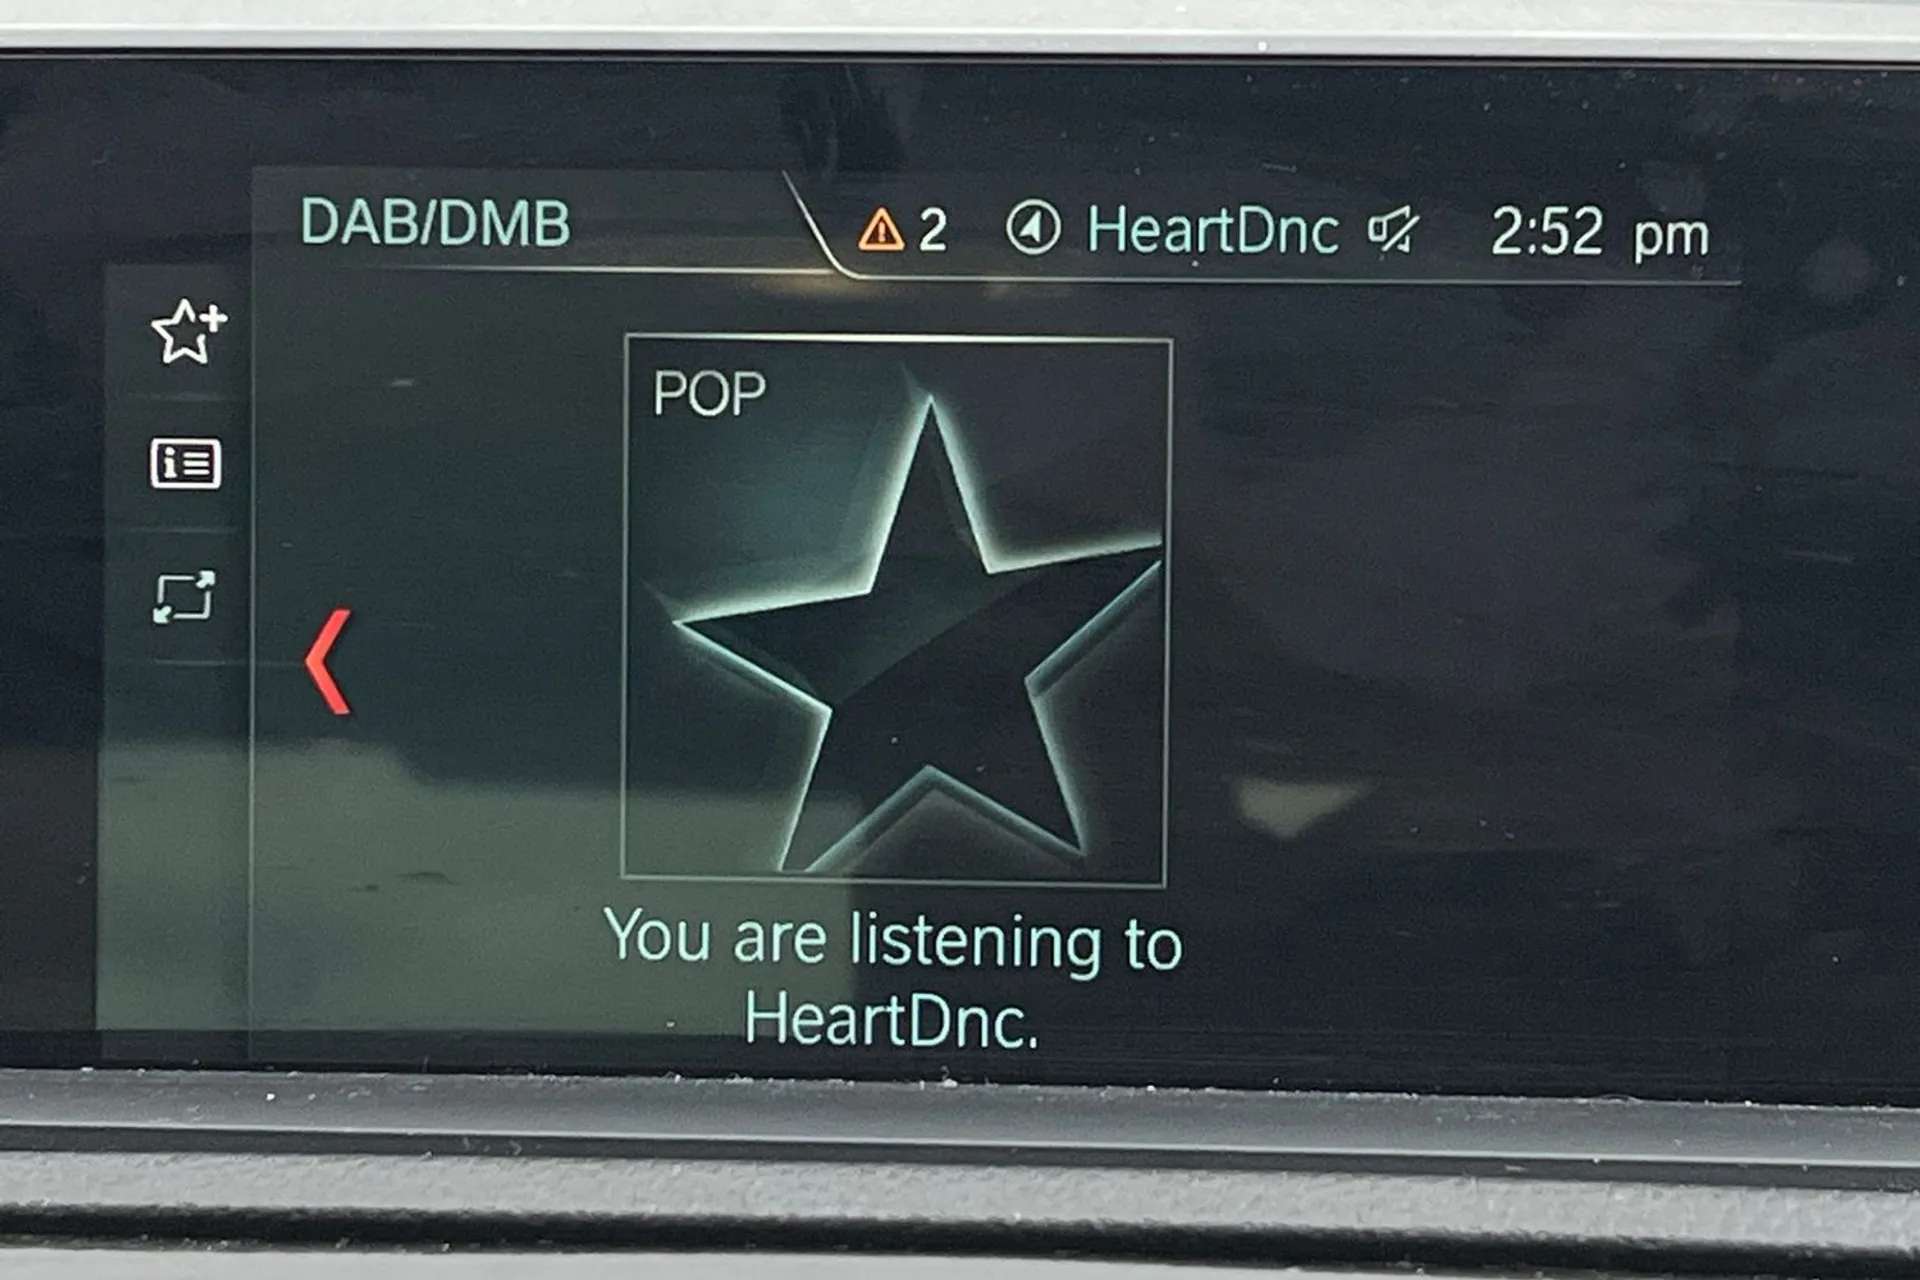 DAB/DMB
2
HeartDnc
2:52 pm
POP
You are listening to
HeartDnc.